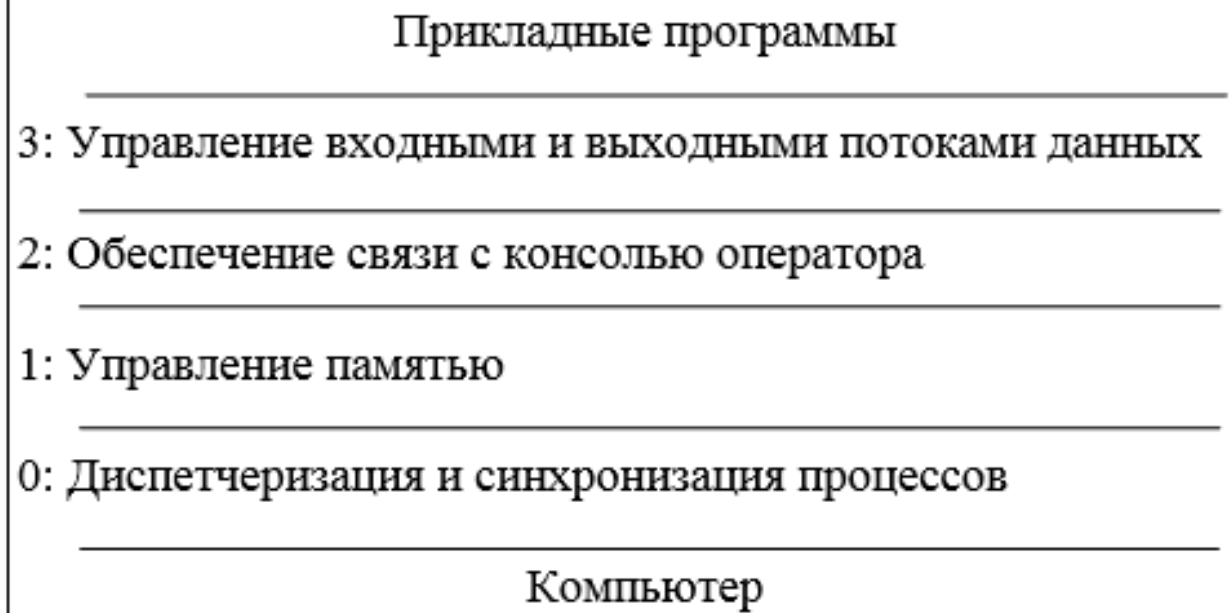 Прикладные программы
3: Управление входными и выходными потоками данных
2: Обеспечение связи с консолью оператора
1: Управление памятью
0: Диспетчеризация и синхронизация процессов
Компьютер